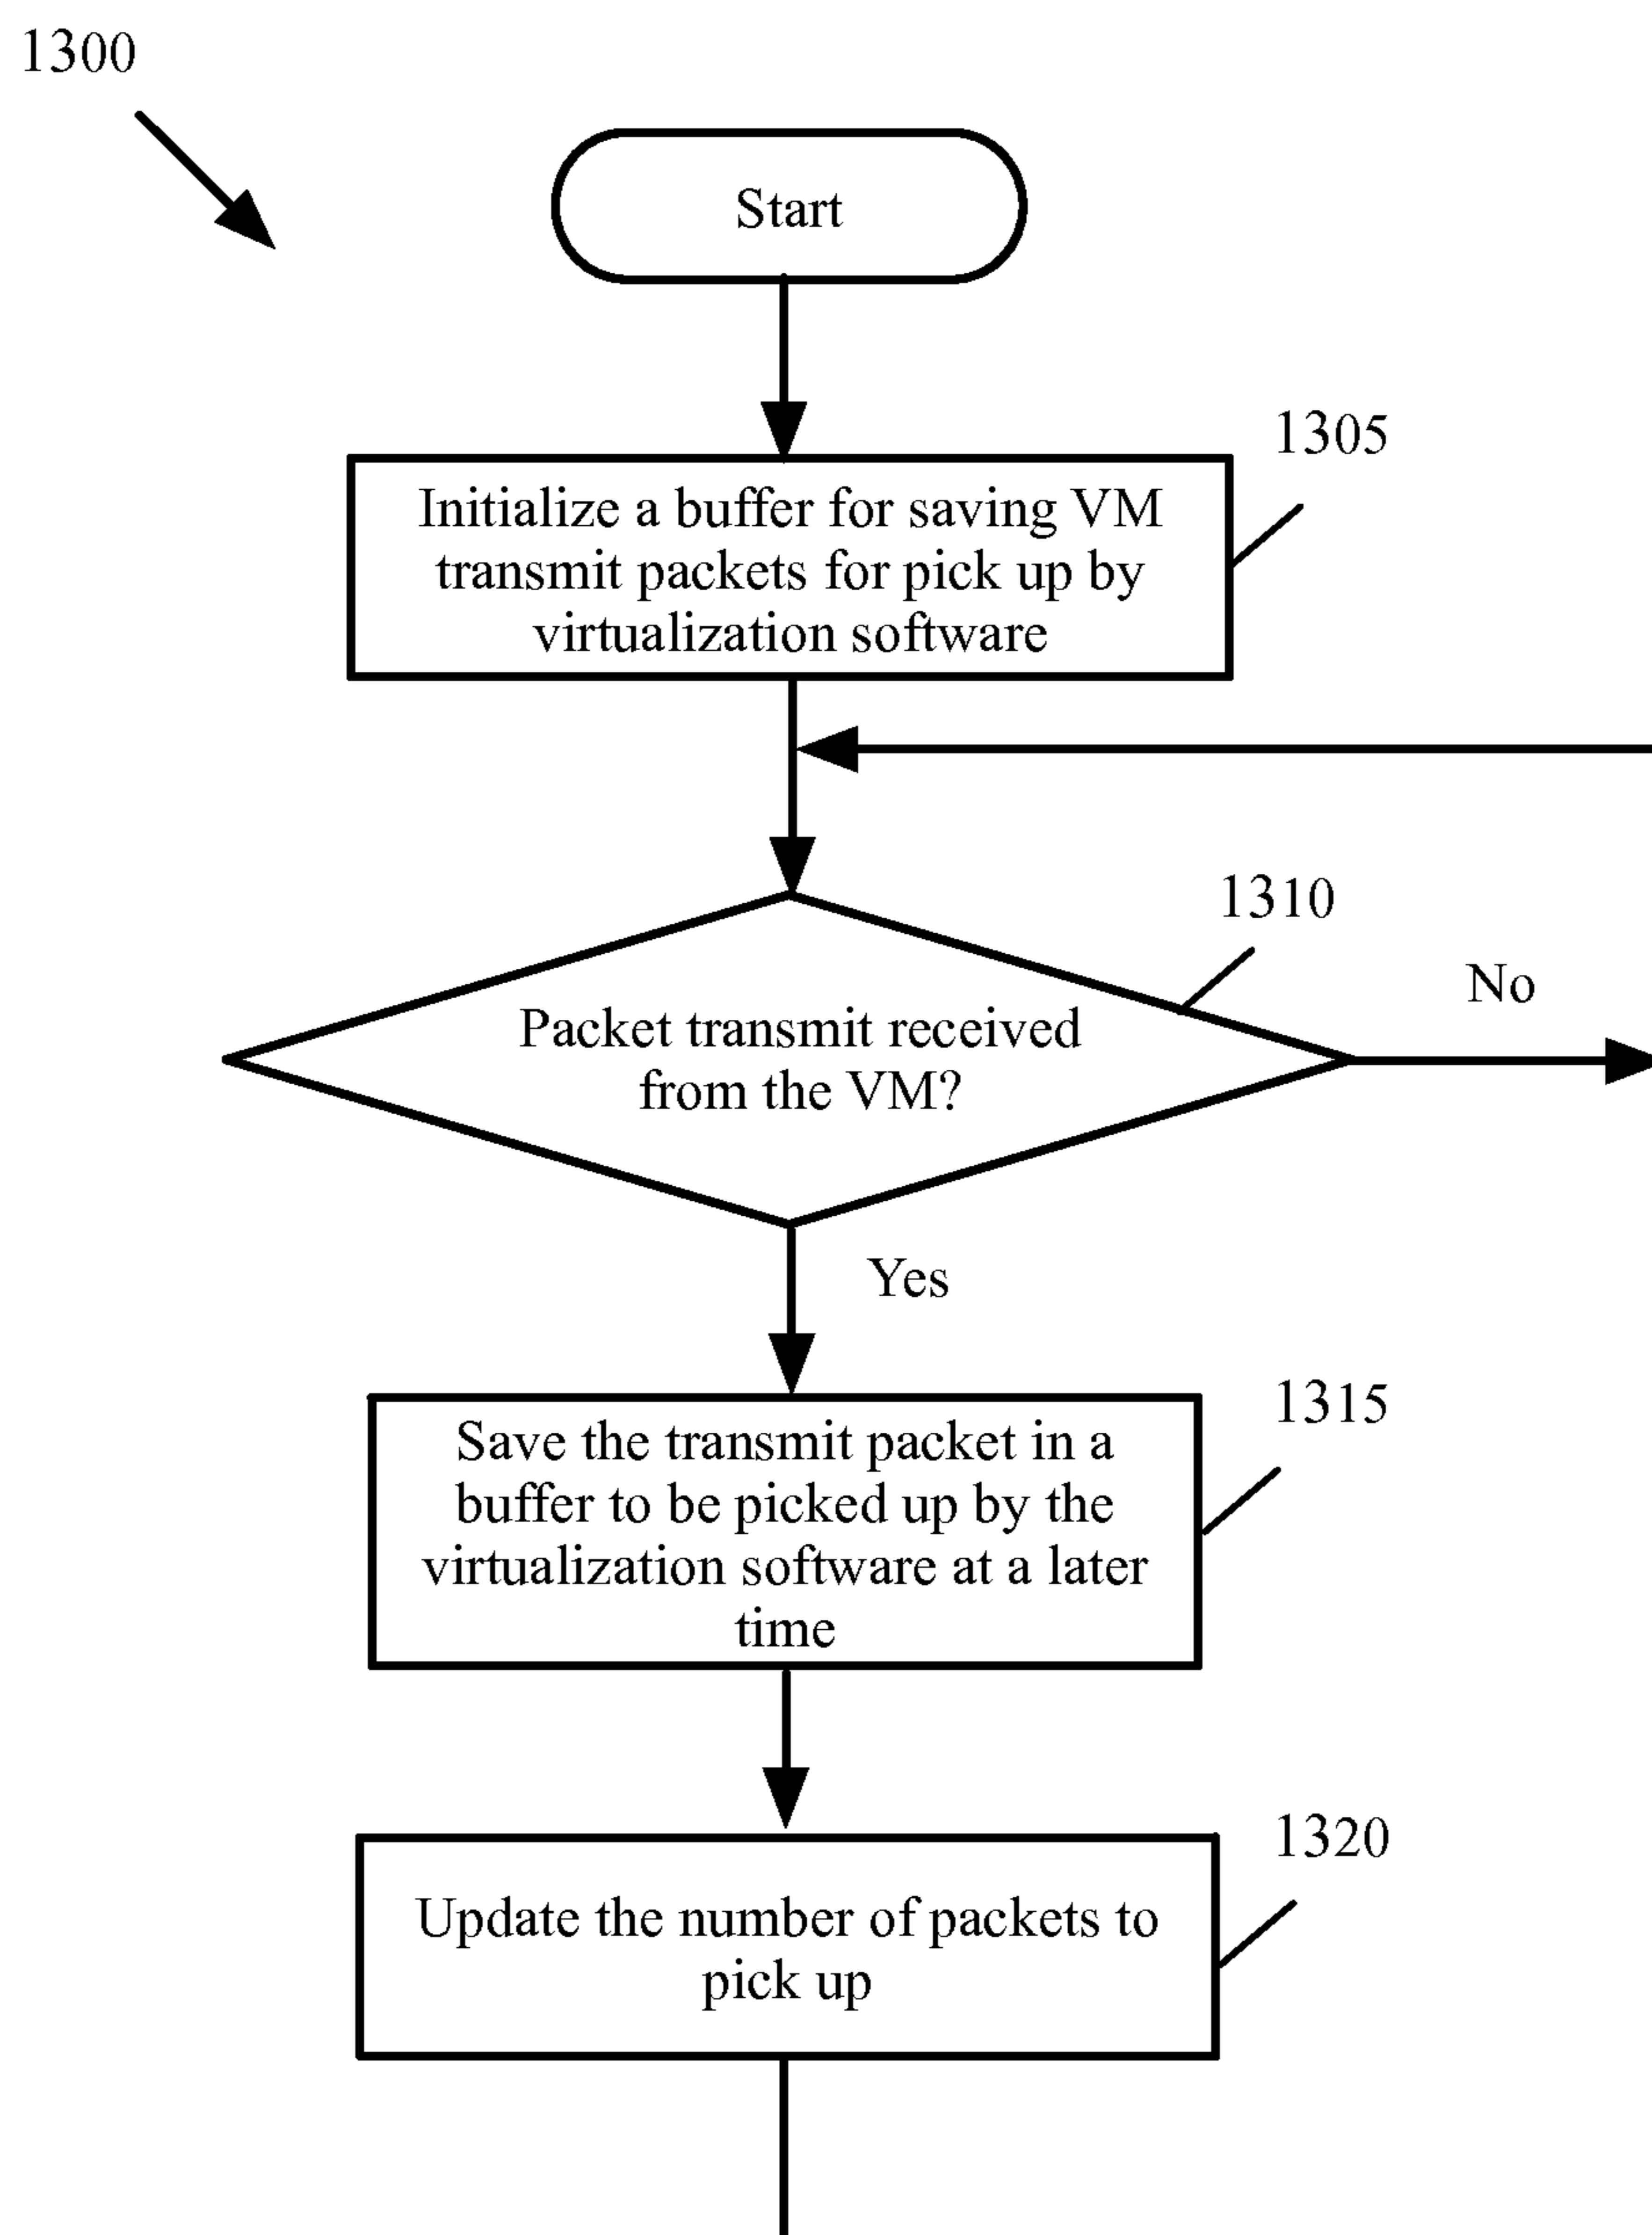 1300
Start
1305
Initialize a buffer for saving VM
transmit packets for pick up by
virtualization software
1310
No
Packet transmit received
from the VM?
Yes
1315
Save the transmit packet in a
buffer to be picked up by the
virtualization software at a later
time
1320
Update the number of packets to
pick up